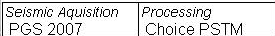 Seismic Aquisition Processing
PGS 2007 Choice PSTM